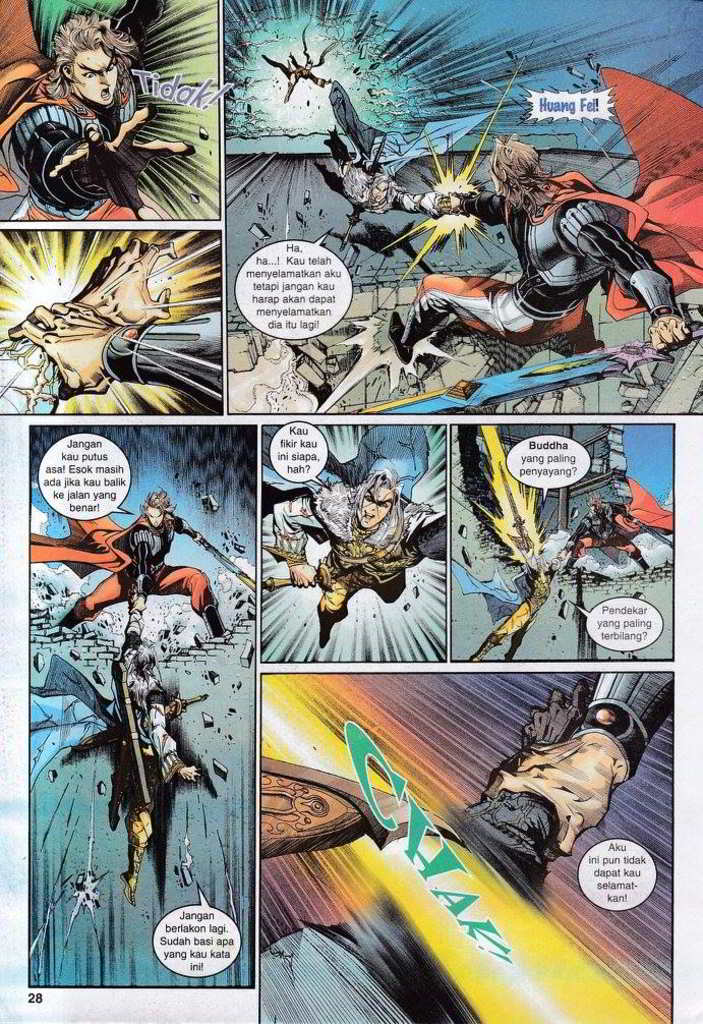 Tidak!
Huang Fei!
Ha,
ha...! Kau telah
menyelamatkan aku
tetapi jangan kau
harap akan dapat
menyelamatkan
dia itu lagi!
Jangan
kau putus
asa! Esok masih
ada jika kau balik
ke jalan yang
benar!
Jangan
berlakon lagi.
Sudah basi apa
yang kau kata
ini!
Kau
fikir kau
ini siapa,
hah?
Buddha
yang paling
penyayang?
Pendekar
yang paling
terbilang?
CHAK!!
Aku
ini pun tidak
dapat kau
selamat-
kan!
28